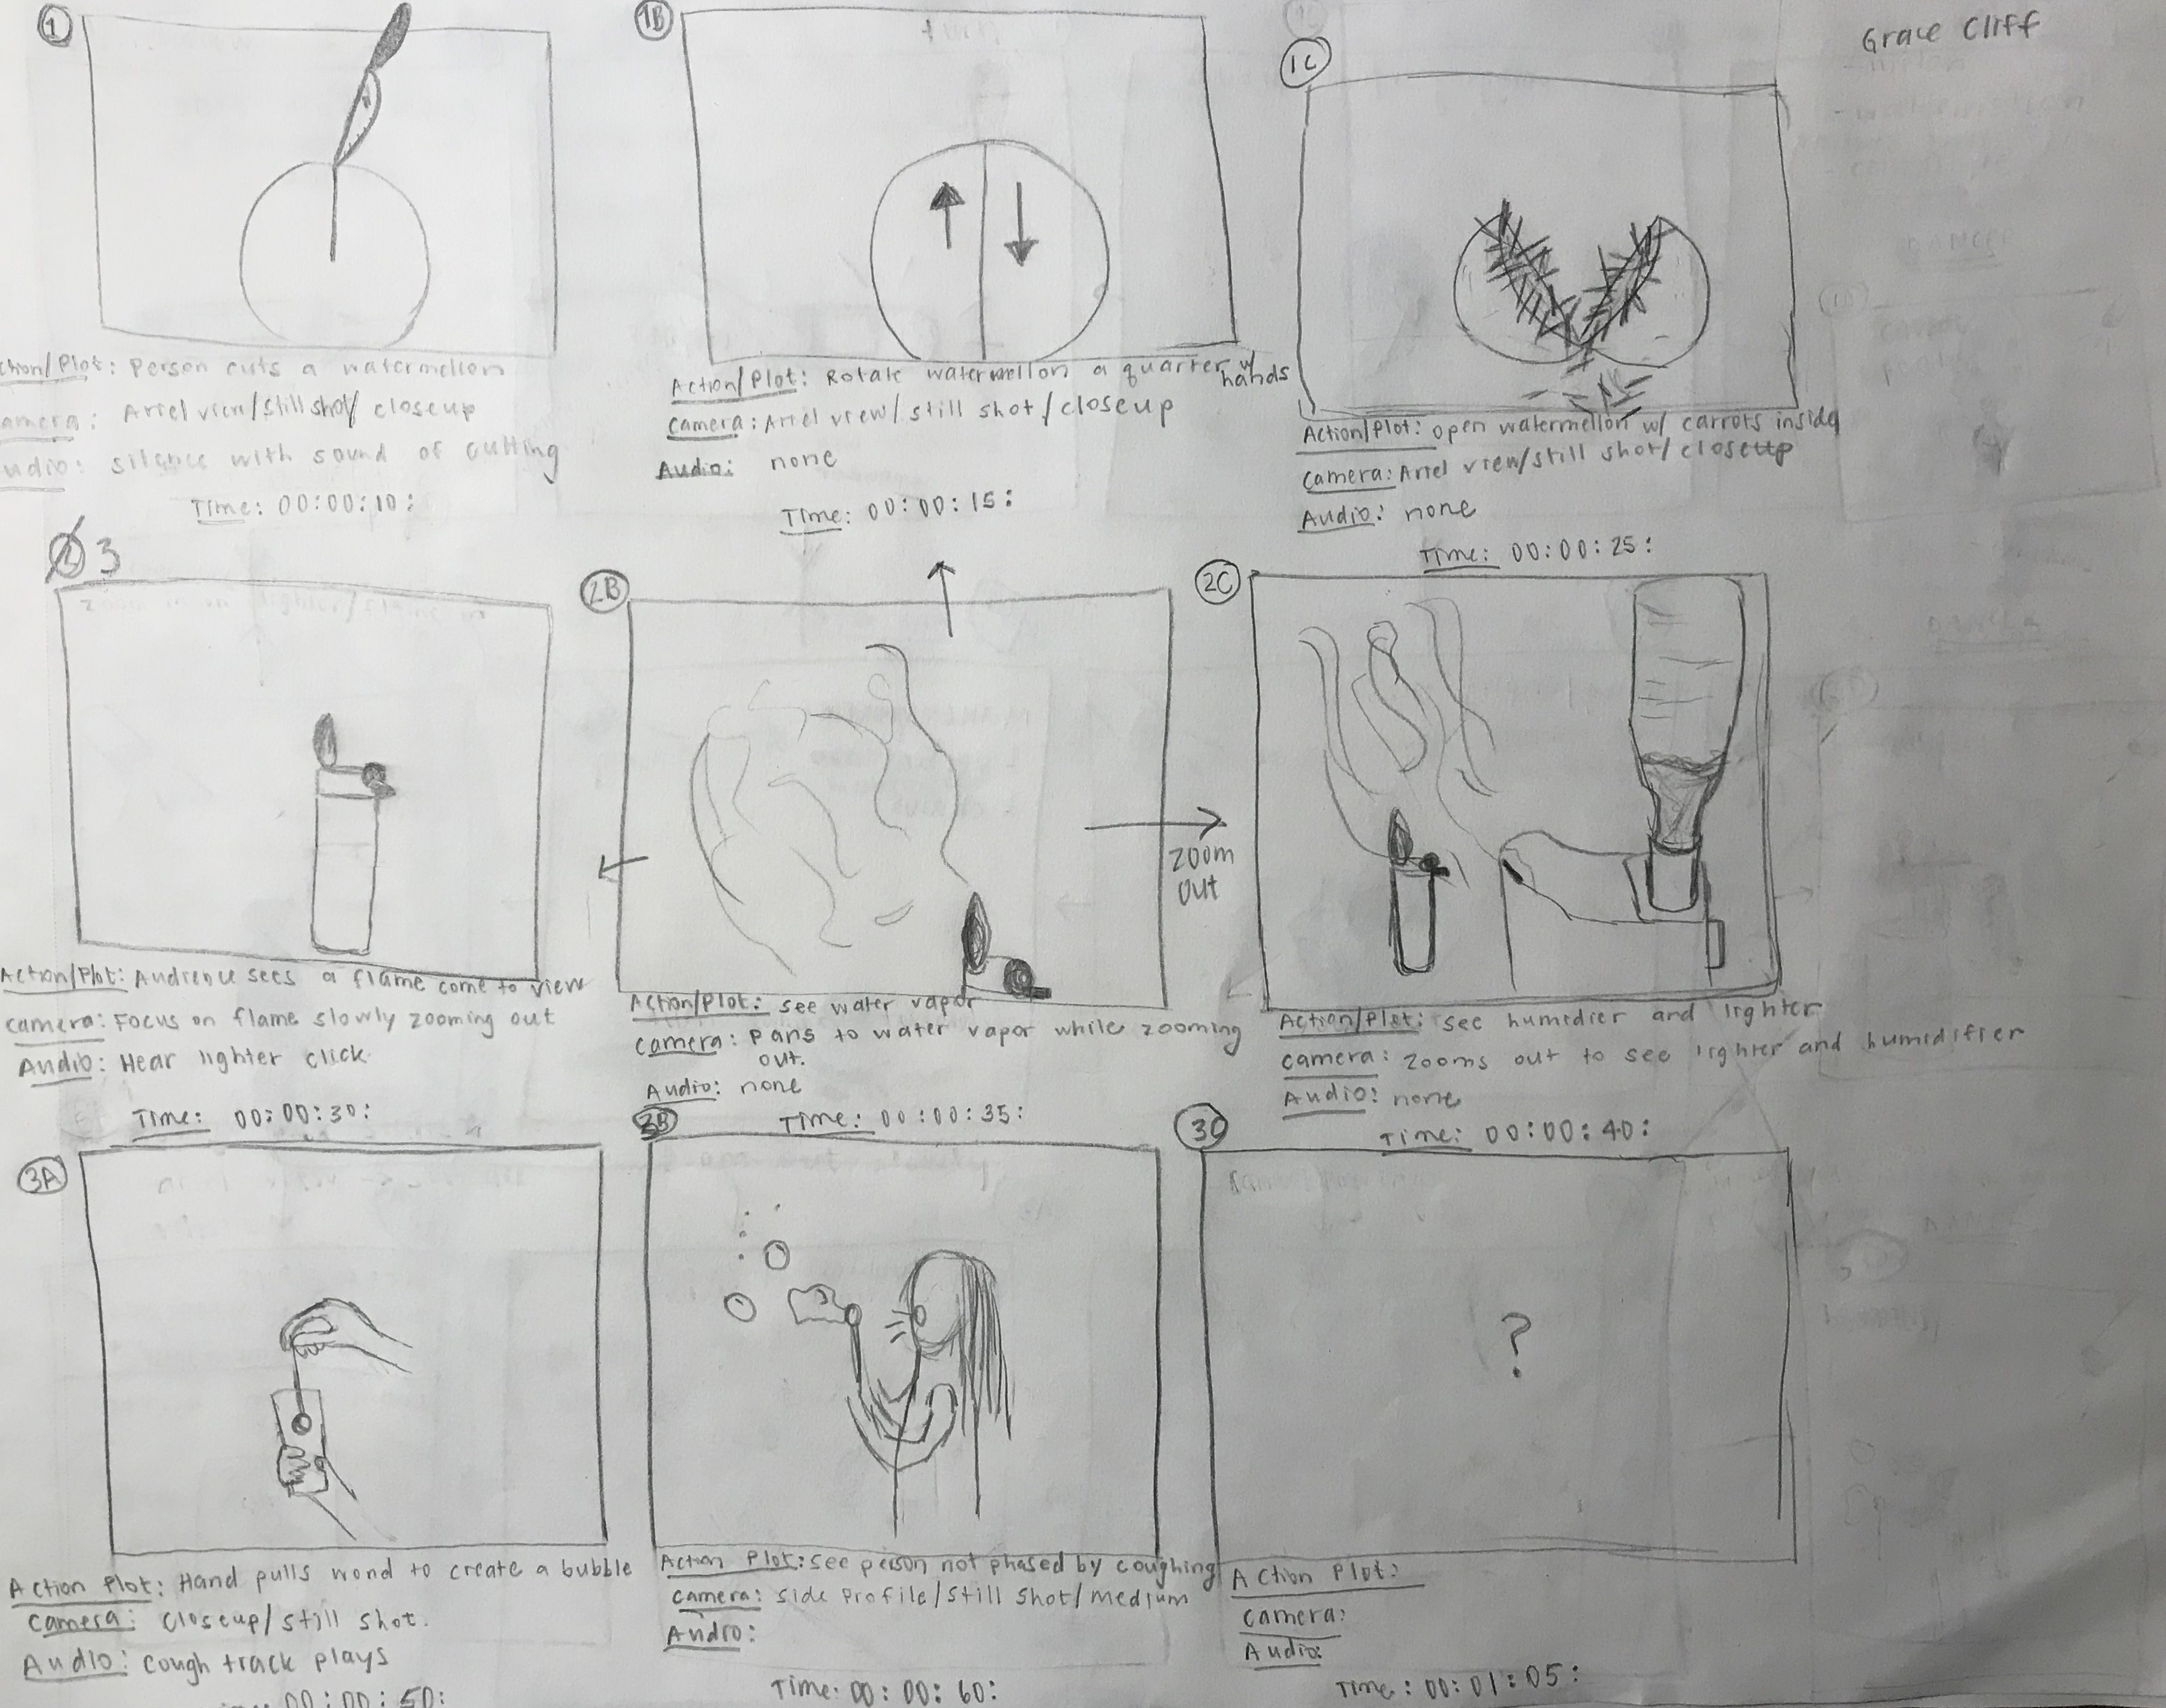 Grace Cliff
1
ction/Plot: Person cuts a watermellon
amera: Ariel view/still shot/ closeup
udio: silence with sound of cutting
Time: 00:00:10:
1B
Action/Plot: Rotate watermellon a quarter w/ hands
Camera: Ariel view/still shot/closeup
Audio: none
Time: 00:00:15:
1C
Action/Plot: open watermellon w/ carrots inside
Camera: Ariel view/still shot/closeup
Audio: none
Time: 00:00:25:
3
Action/Plot: Audience sees a flame come to view
Camera: Focus on flame slowly zooming out
Audio: Hear lighter click
Time: 00:00:30:
2B
zoom
out
Action/Plot: see water vapor
Camera: Pans to water vapor while zooming
out.
Audio: none
Time: 00:00:35:
2C
Action/Plot: see humidier and lighter
Camera: zooms out to see lighter and humidifier
Audio: none
Time: 00:00:40:
3A
Action Plot: Hand pulls wond to create a bubble
Camera: Closeup/still shot.
Audio: cough track plays
00:00:50:
3B
Action Plot: see person not phased by coughing
Camera: Side Profile/Still Shot/Medium
Audio:
Time: 00:00:60:
3C
?
Action Plot:
Camera:
Audio:
Time: 00:01:05: